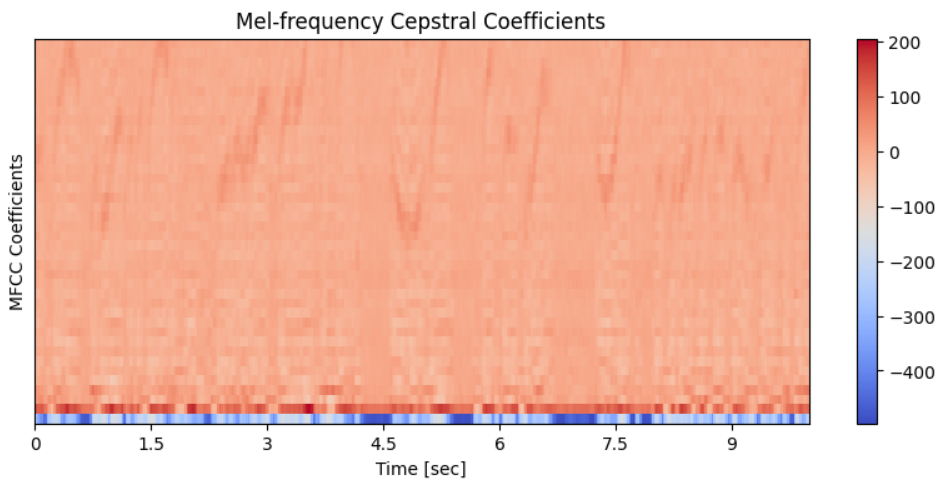 Mel-frequency Cepstral Coefficients
MFCC Coefficients
200
100
0
−100
−200
−300
−400
0 1.5 3 4.5 6 7.5 9
Time [sec]